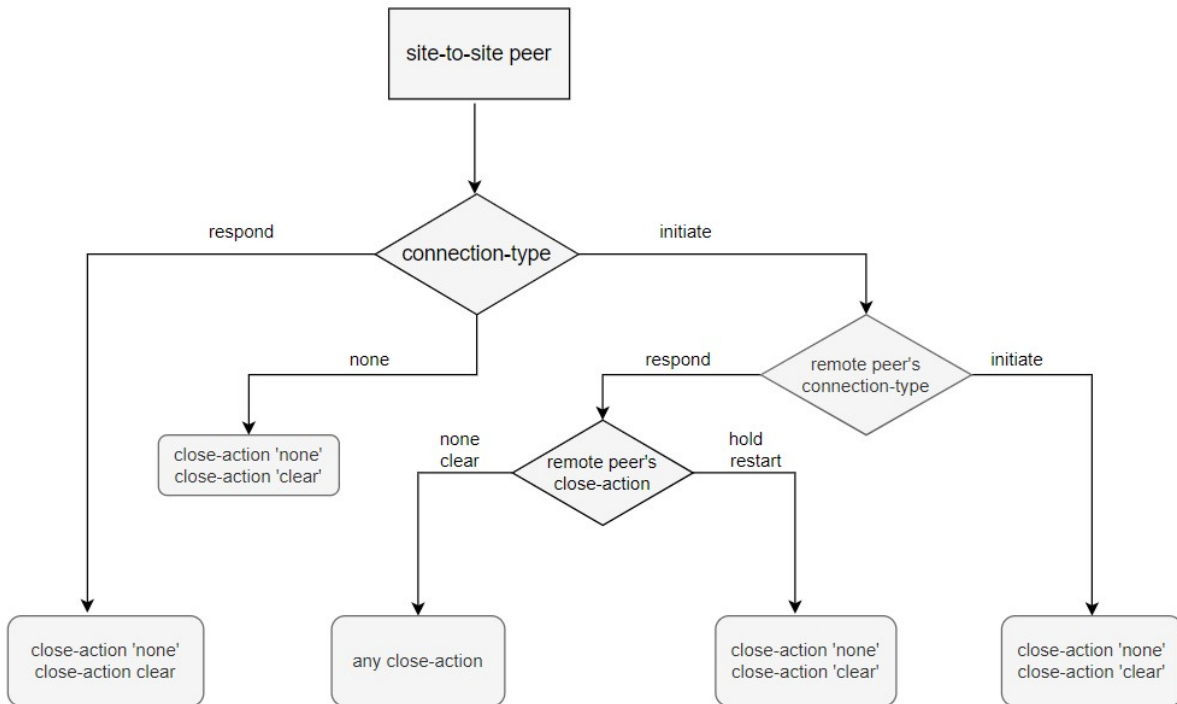 site-to-site peer
respond
connection-type
initiate
none
respond
remote peer's
connection-type
initiate
close-action 'none'
close-action 'clear'
none
clear
remote peer's
close-action
hold
restart
close-action 'none'
close-action clear
any close-action
close-action 'none'
close-action 'clear'
close-action 'none'
close-action 'clear'